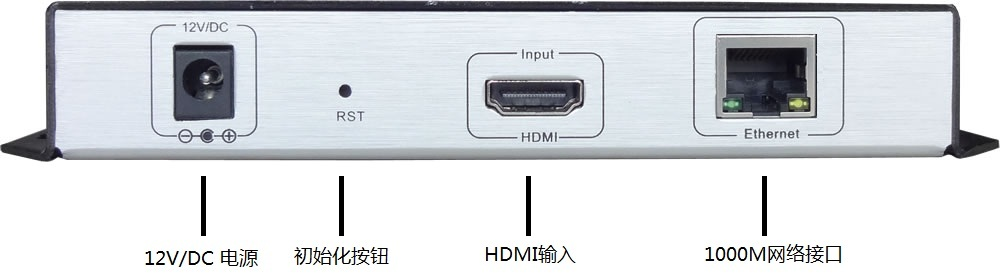 12V/DC
Input
RST
HDMI
Ethernet
12V/DC 电源
初始化按钮
HDMI输入
1000M网络接口